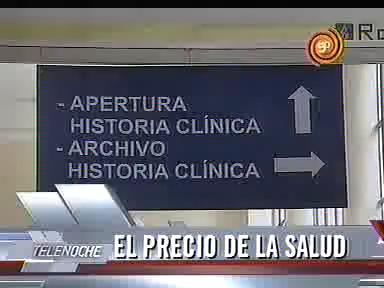 - APERTURA
HISTORIA CLÍNICA
- ARCHIVO
HISTORIA CLÍNICA
TELENOCHE
EL PRECIO DE LA SALUD